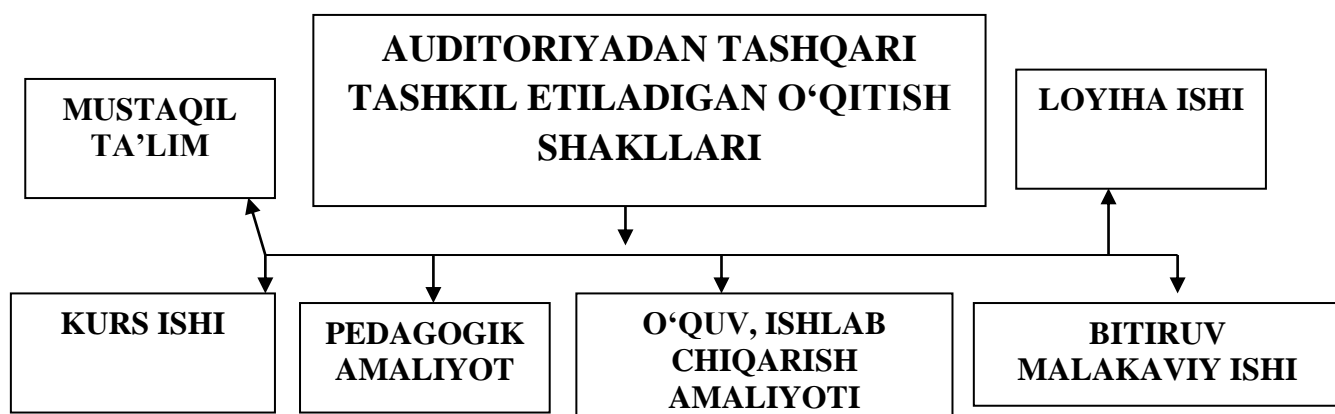 AUDITORIYADAN TASHQARI
TASHKIL ETILADIGAN O‘QITISH
SHAKLLARI
MUSTAQIL
TA’LIM
LOYIHA ISHI
KURS ISHI
PEDAGOGIK
AMALIYOT
O‘QUV, ISHLAB
CHIQARISH
AMALIYOTI
BITIRUV
MALAKAVIY ISHI